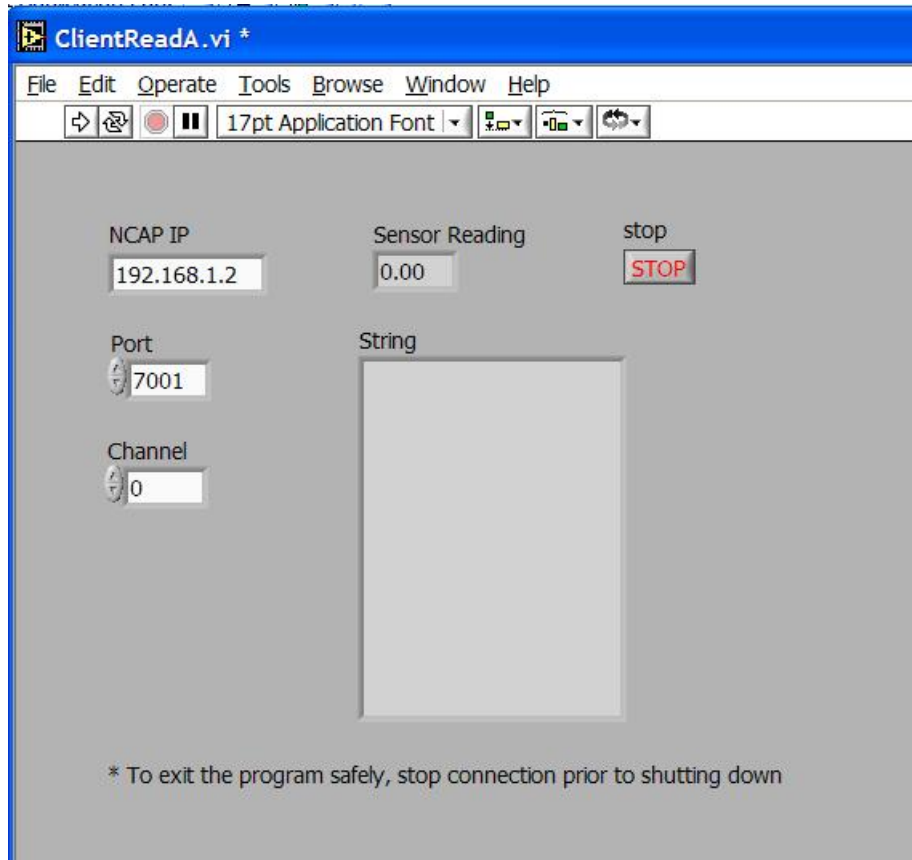 ClientReadA.vi *
File Edit Operate Tools Browse Window Help
17pt Application Font
NCAP IP
192.168.1.2
Sensor Reading
0.00
stop
STOP
Port
7001
String
Channel
0
* To exit the program safely, stop connection prior to shutting down